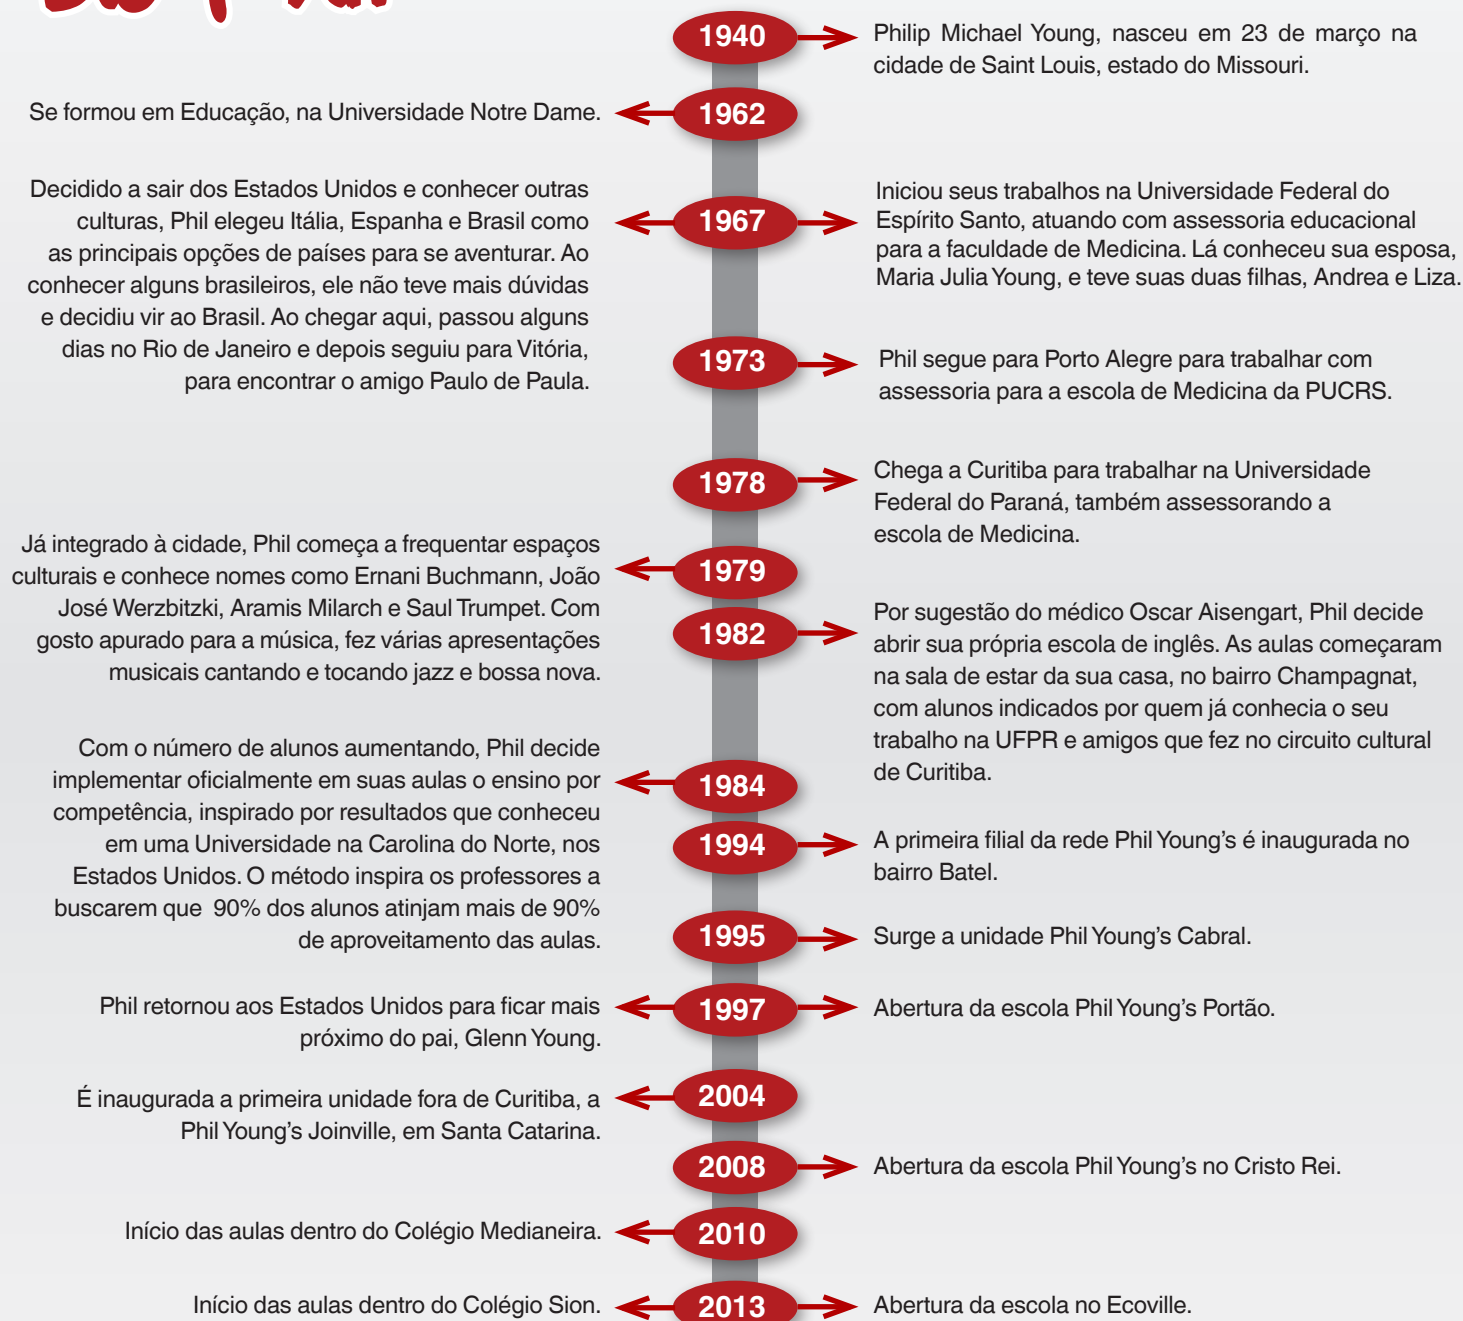 1940
Philip Michael Young, nasceu em 23 de março na
cidade de Saint Louis, estado do Missouri.
Se formou em Educação, na Universidade Notre Dame.
1962
Decidido a sair dos Estados Unidos e conhecer outras
culturas, Phil elegeu Itália, Espanha e Brasil como
as principais opções de países para se aventurar. Ao
conhecer alguns brasileiros, ele não teve mais dúvidas
e decidiu vir ao Brasil. Ao chegar aqui, passou alguns
dias no Rio de Janeiro e depois seguiu para Vitória,
para encontrar o amigo Paulo de Paula.
1967
Iniciou seus trabalhos na Universidade Federal do
Espírito Santo, atuando com assessoria educacional
para a faculdade de Medicina. Lá conheceu sua esposa,
Maria Julia Young, e teve suas duas filhas, Andrea e Liza.
1973
Phil segue para Porto Alegre para trabalhar com
assessoria para a escola de Medicina da PUCRS.
1978
Chega a Curitiba para trabalhar na Universidade
Federal do Paraná, também assessorando a
escola de Medicina.
Já integrado à cidade, Phil começa a frequentar espaços
culturais e conhece nomes como Ernani Buchmann, João
José Werzbitzki, Aramis Milarch e Saul Trumpet. Com
gosto apurado para a música, fez várias apresentações
musicais cantando e tocando jazz e bossa nova.
1979
1982
Por sugestão do médico Oscar Aisengart, Phil decide
abrir sua própria escola de inglês. As aulas começaram
na sala de estar da sua casa, no bairro Champagnat,
com alunos indicados por quem já conhecia o seu
trabalho na UFPR e amigos que fez no circuito cultural
de Curitiba.
Com o número de alunos aumentando, Phil decide
implementar oficialmente em suas aulas o ensino por
competência, inspirado por resultados que conheceu
em uma Universidade na Carolina do Norte, nos
Estados Unidos. O método inspira os professores a
buscarem que  90% dos alunos atinjam mais de 90%
de aproveitamento das aulas.
1984
1994
A primeira filial da rede Phil Young's é inaugurada no
bairro Batel.
1995
Surge a unidade Phil Young's Cabral.
Phil retornou aos Estados Unidos para ficar mais
próximo do pai, Glenn Young.
1997
Abertura da escola Phil Young's Portão.
É inaugurada a primeira unidade fora de Curitiba, a
Phil Young's Joinville, em Santa Catarina.
2004
2008
Abertura da escola Phil Young's no Cristo Rei.
Início das aulas dentro do Colégio Medianeira.
2010
Início das aulas dentro do Colégio Sion.
2013
Abertura da escola no Ecoville.